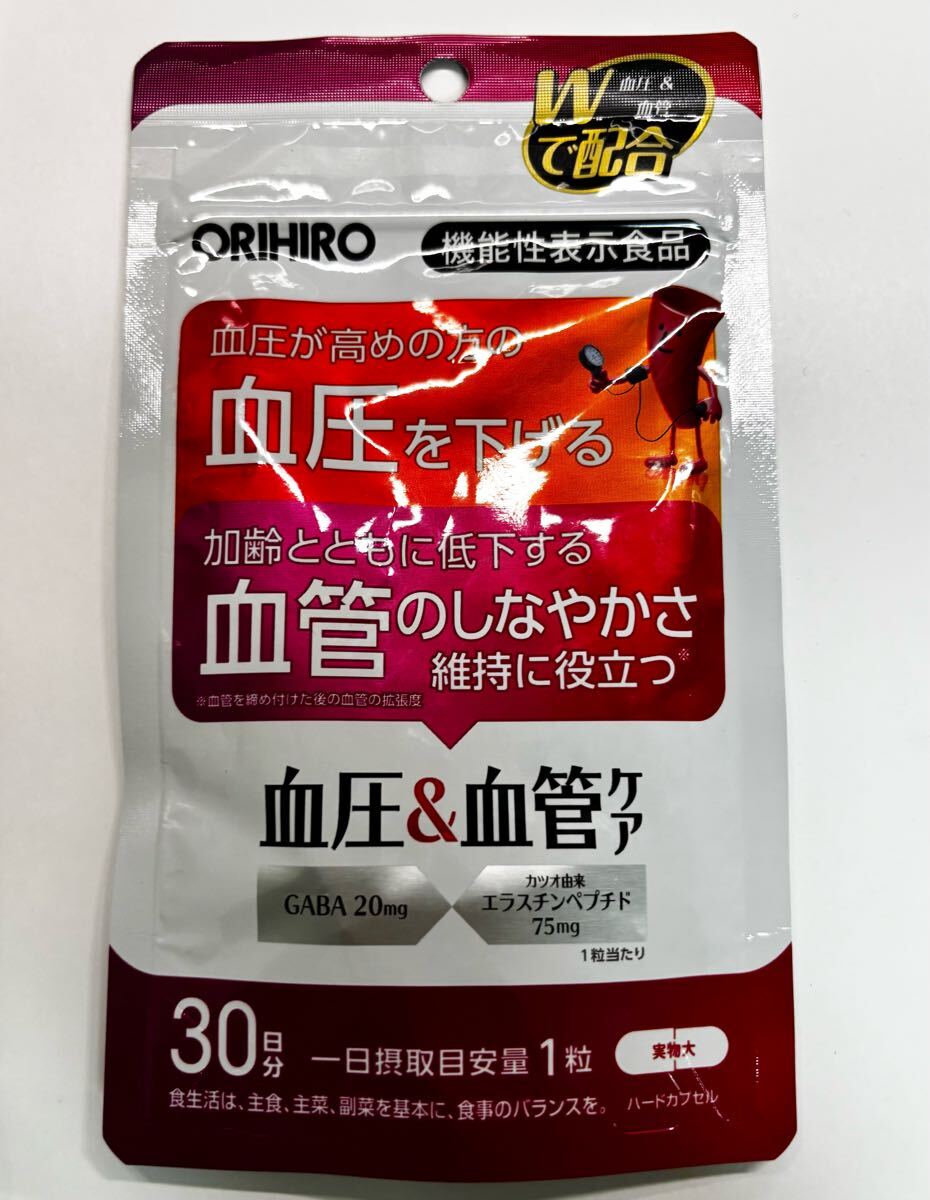 血圧 &
血管
W
で配合
ORIHIRO
機能性表示食品
血圧が高めの方の
血圧を下げる
加齢とともに低下する
血管のしなやかさ
維持に役立つ※
※血管を締め付けた後の血管の拡張度
血圧&血管ケア
GABA 20mg
カツオ由来
エラスチンペプチド
75mg
1粒当たり
30日分
一日摂取目安量 1粒
実物大
食生活は、主食、主菜、副菜を基本に、食事のバランスを。
ハードカプセル